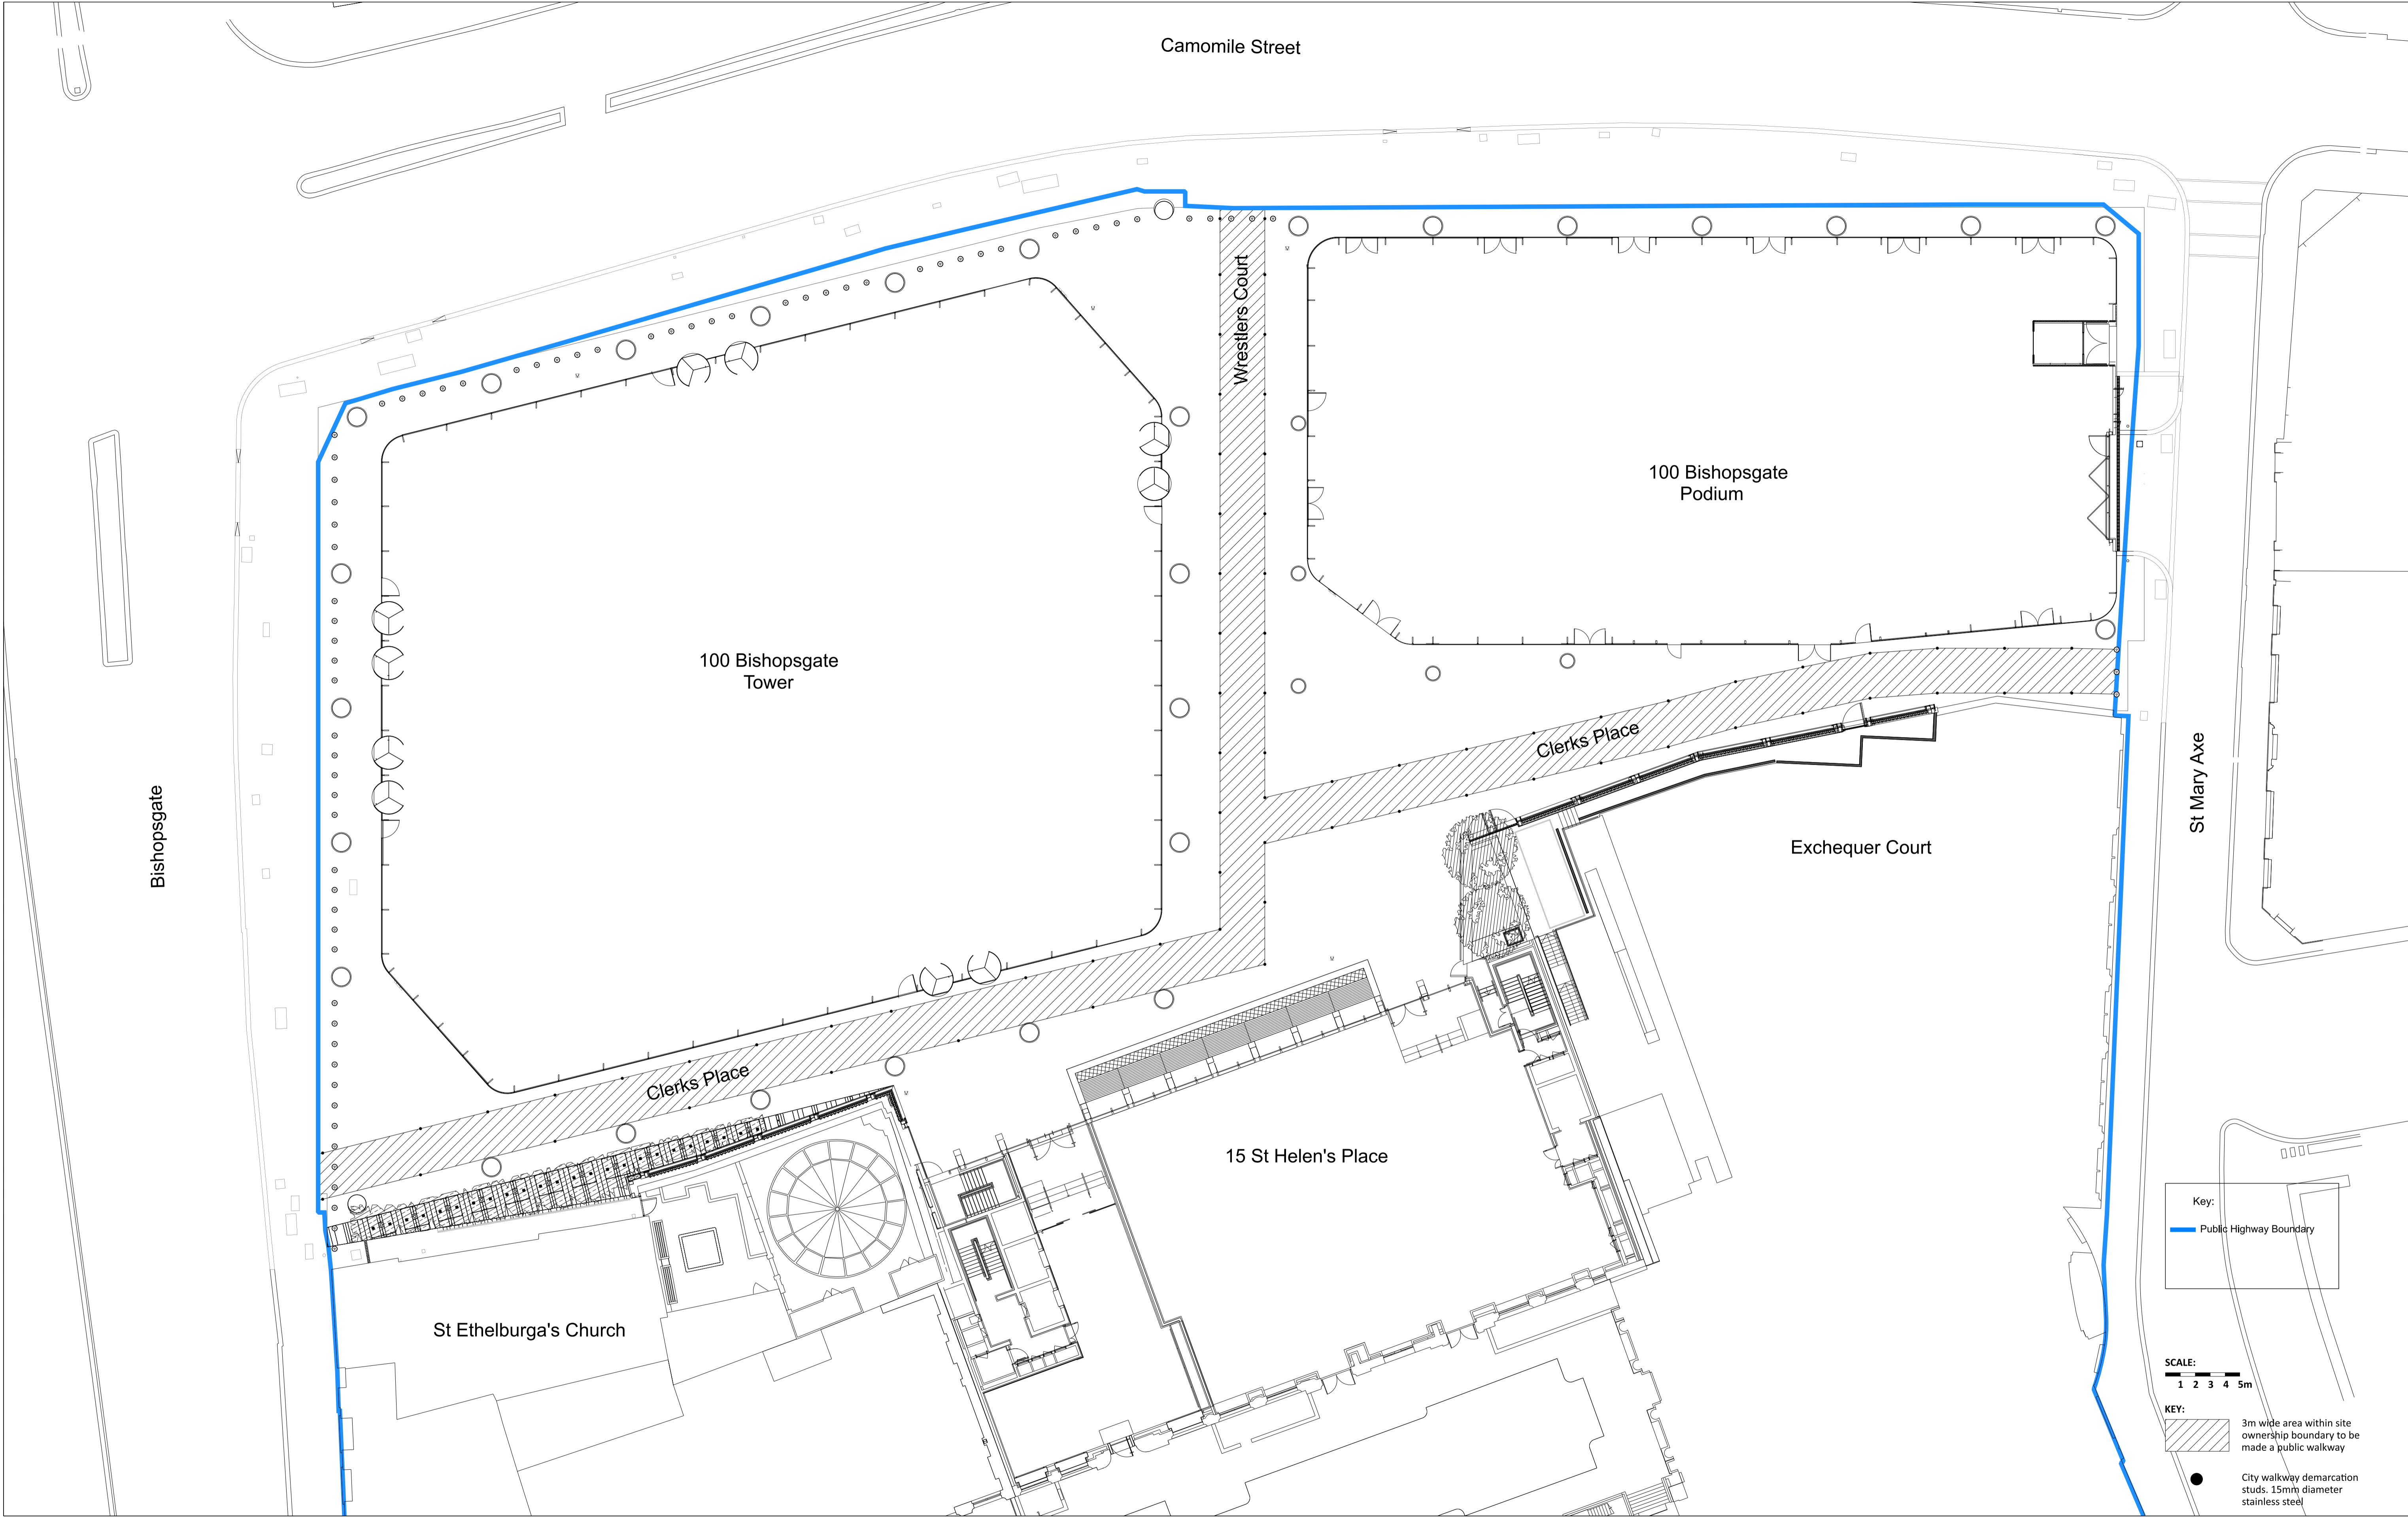 Camomile Street
Wrestlers Court
100 Bishopsgate
Podium
100 Bishopsgate
Tower
Clerks Place
Bishopsgate
St Mary Axe
Exchequer Court
Clerks Place
15 St Helen's Place
St Ethelburga's Church
Key:
Public Highway Boundary
SCALE:
1 2 3 4 5m
KEY:
3m wide area within site
ownership boundary to be
made a public walkway
City walkway demarcation
studs. 15mm diameter
stainless steel